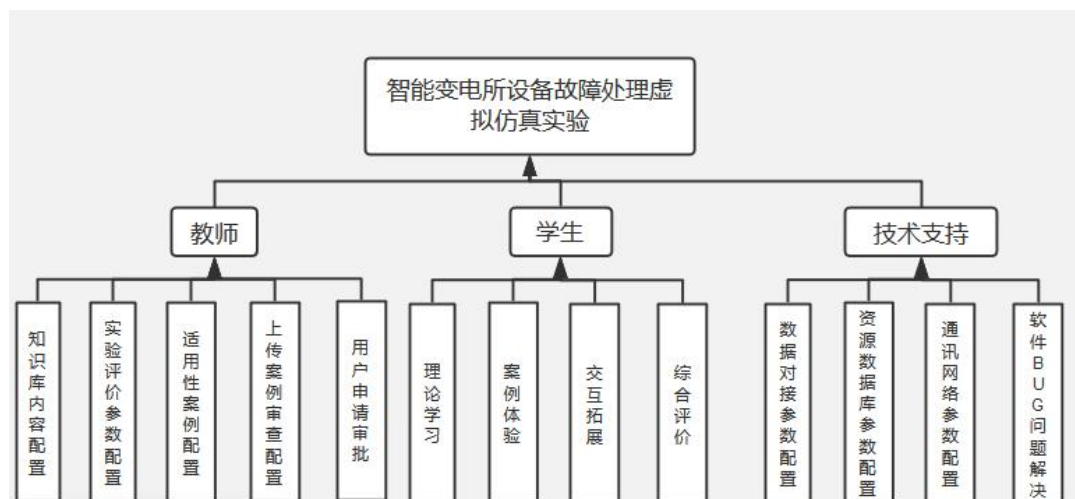 智能变电所设备故障处理虚
拟仿真实验
教师
学生
技术支持
知识库内容配置
实验评价参数配置
适用性案例配置
上传案例审查配置
用户申请审批
理论学习
案例体验
交互拓展
综合评价
数据对接参数配置
资源数据库参数配置
通讯网络参数配置
软件BUG问题解决